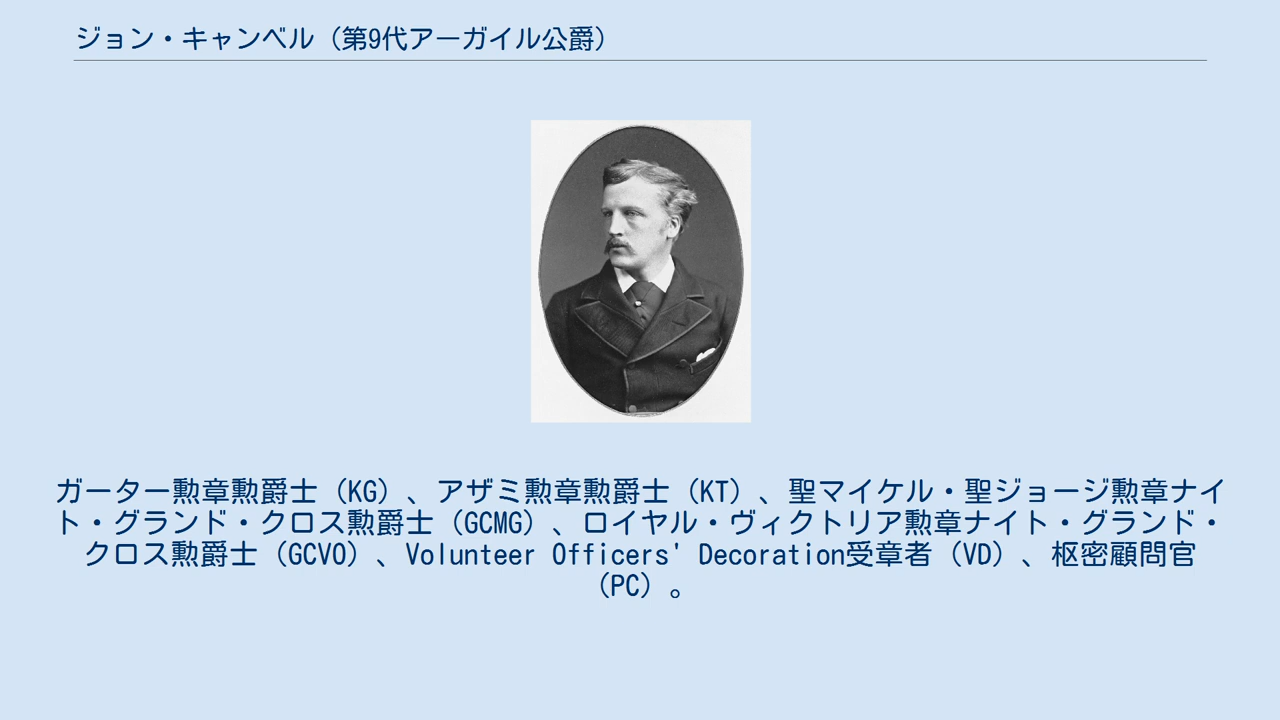 ジョン・キャンベル（第9代アーガイル公爵）
ガーター勲章勲爵士（KG）、アザミ勲章勲爵士（KT）、聖マイケル・聖ジョージ勲章ナイ
ト・グランド・クロス勲爵士（GCMG）、ロイヤル・ヴィクトリア勲章ナイト・グランド・
クロス勲爵士（GCVO）、Volunteer Officers' Decoration受章者（VD）、枢密顧問官
（PC）。